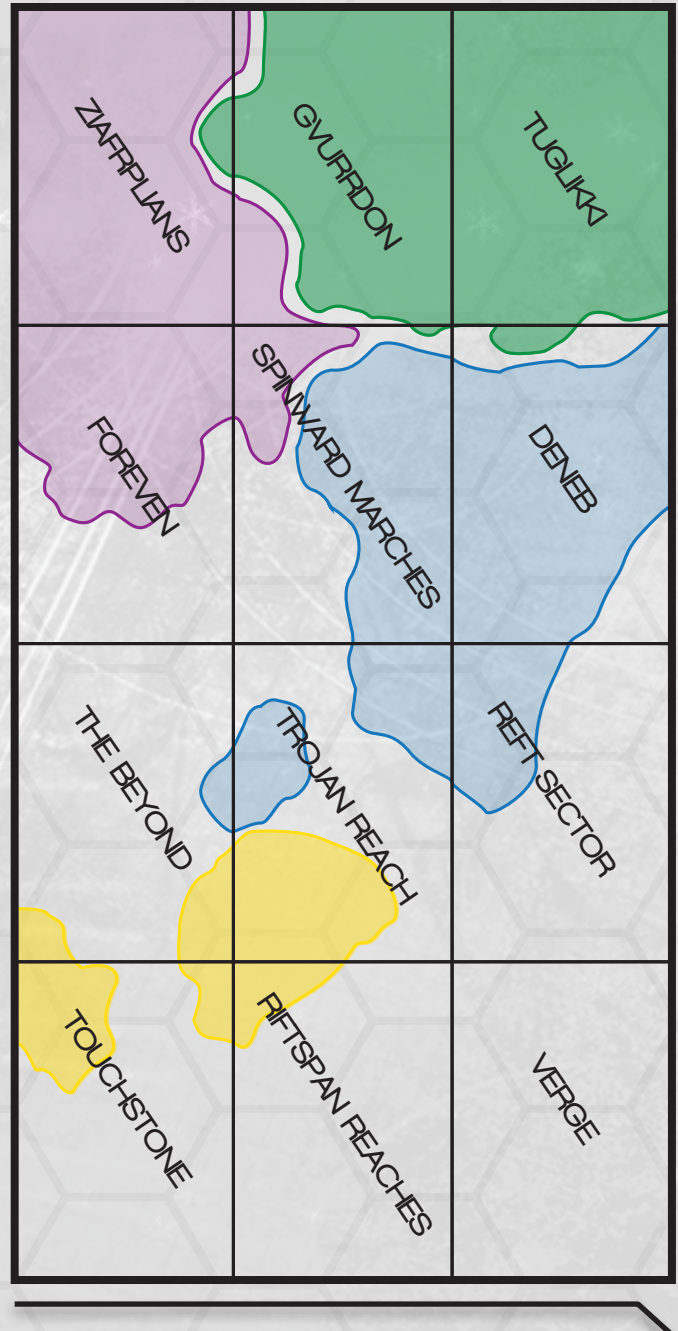 ZIAFRPLIANS
GVURRDON
TUGLIKKI
FOREVEN
SPINWARD MARCHES
DENEB
THE BEYOND
TROJAN REACH
REFT SECTOR
TOUCHSTONE
RIFTSPAN REACHES
VERGE